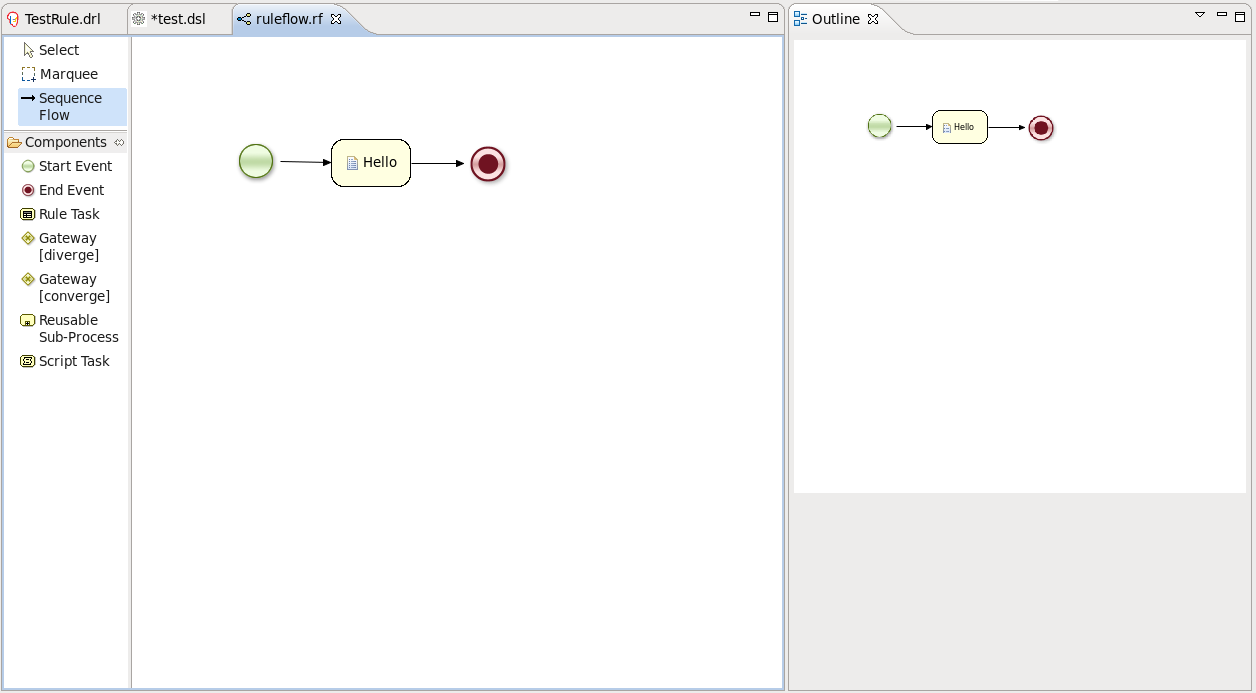 TestRule.drl
*test.dsl
ruleflow.rf
Outline
Select
Marquee
Sequence
Flow
Components
Start Event
End Event
Rule Task
Gateway
[diverge]
Gateway
[converge]
Reusable
Sub-Process
Script Task
Hello
Hello